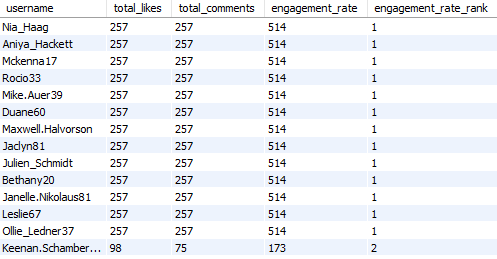 username total_likes total_comments engagement_rate engagement_rate_rank
Nia_Haag 257 257 514 1
Aniya_Hackett 257 257 514 1
Mckenna17 257 257 514 1
Rocio33 257 257 514 1
Mike.Auer39 257 257 514 1
Duane60 257 257 514 1
Maxwell.Halvorson 257 257 514 1
Jaclyn81 257 257 514 1
Julien_Schmidt 257 257 514 1
Bethany20 257 257 514 1
Janelle.Nikolaus81 257 257 514 1
Leslie67 257 257 514 1
Ollie_Ledner37 257 257 514 1
Keenan.Schamber... 98 75 173 2